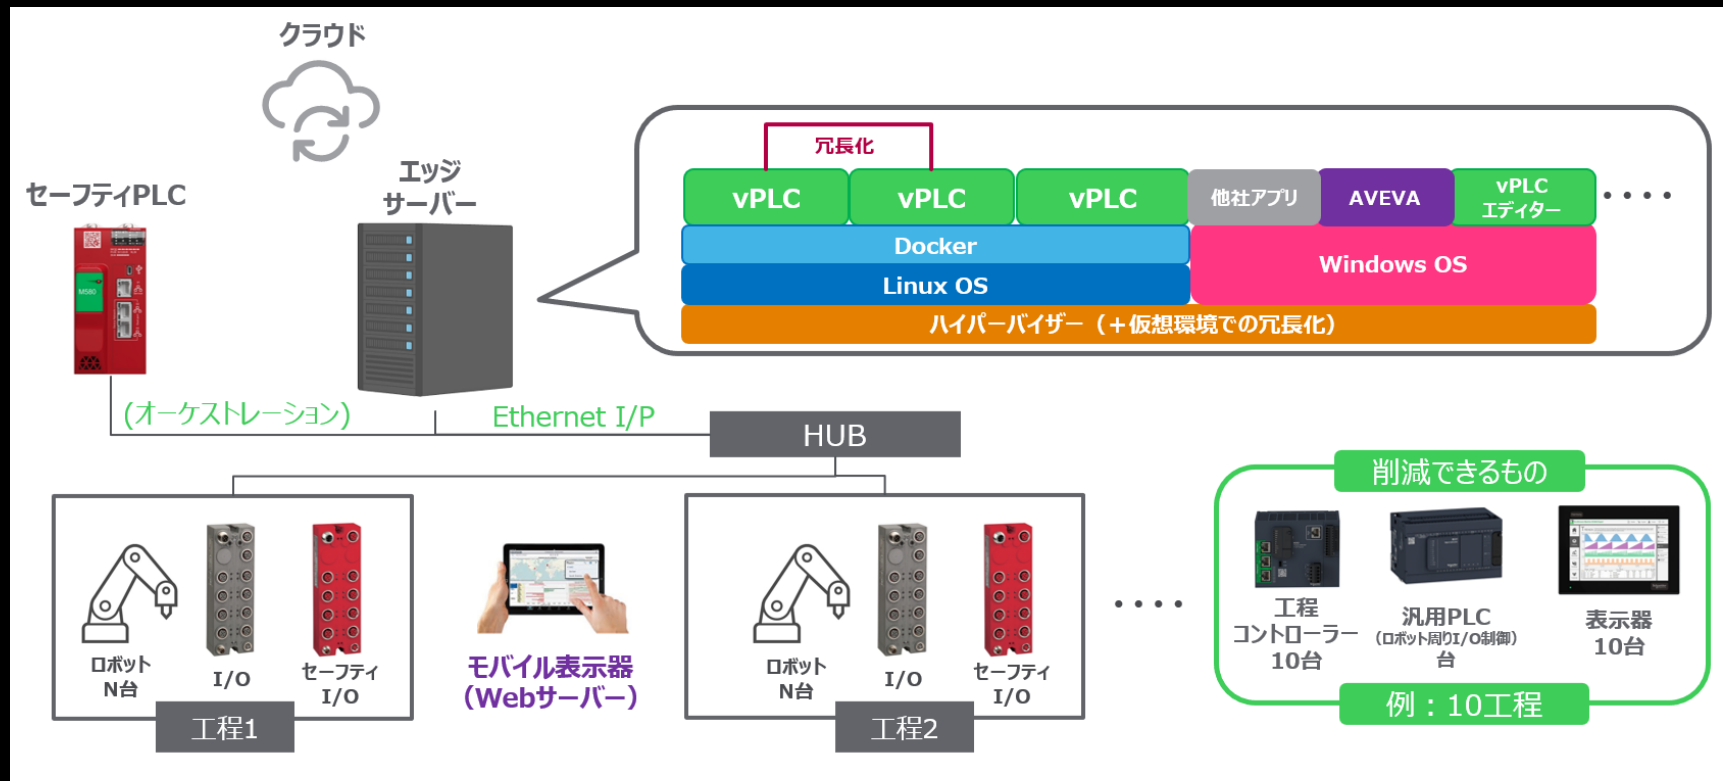 クラウド
セーフティPLC
エッジ
サーバー
冗長化
vPLC
vPLC
vPLC
他社アプリ
AVEVA
vPLC
エディター
・・・・
Docker
Linux OS
Windows OS
ハイパーバイザー（＋仮想環境での冗長化）
M580
(オーケストレーション)
Ethernet I/P
HUB
ロボット
N台
I/O
セーフティ
I/O
工程1
モバイル表示器
（Webサーバー）
ロボット
N台
I/O
セーフティ
I/O
工程2
・・・・
削減できるもの
工程
コントローラー
10台
汎用PLC
（ロボット周りI/O制御）
台
表示器
10台
例：10工程